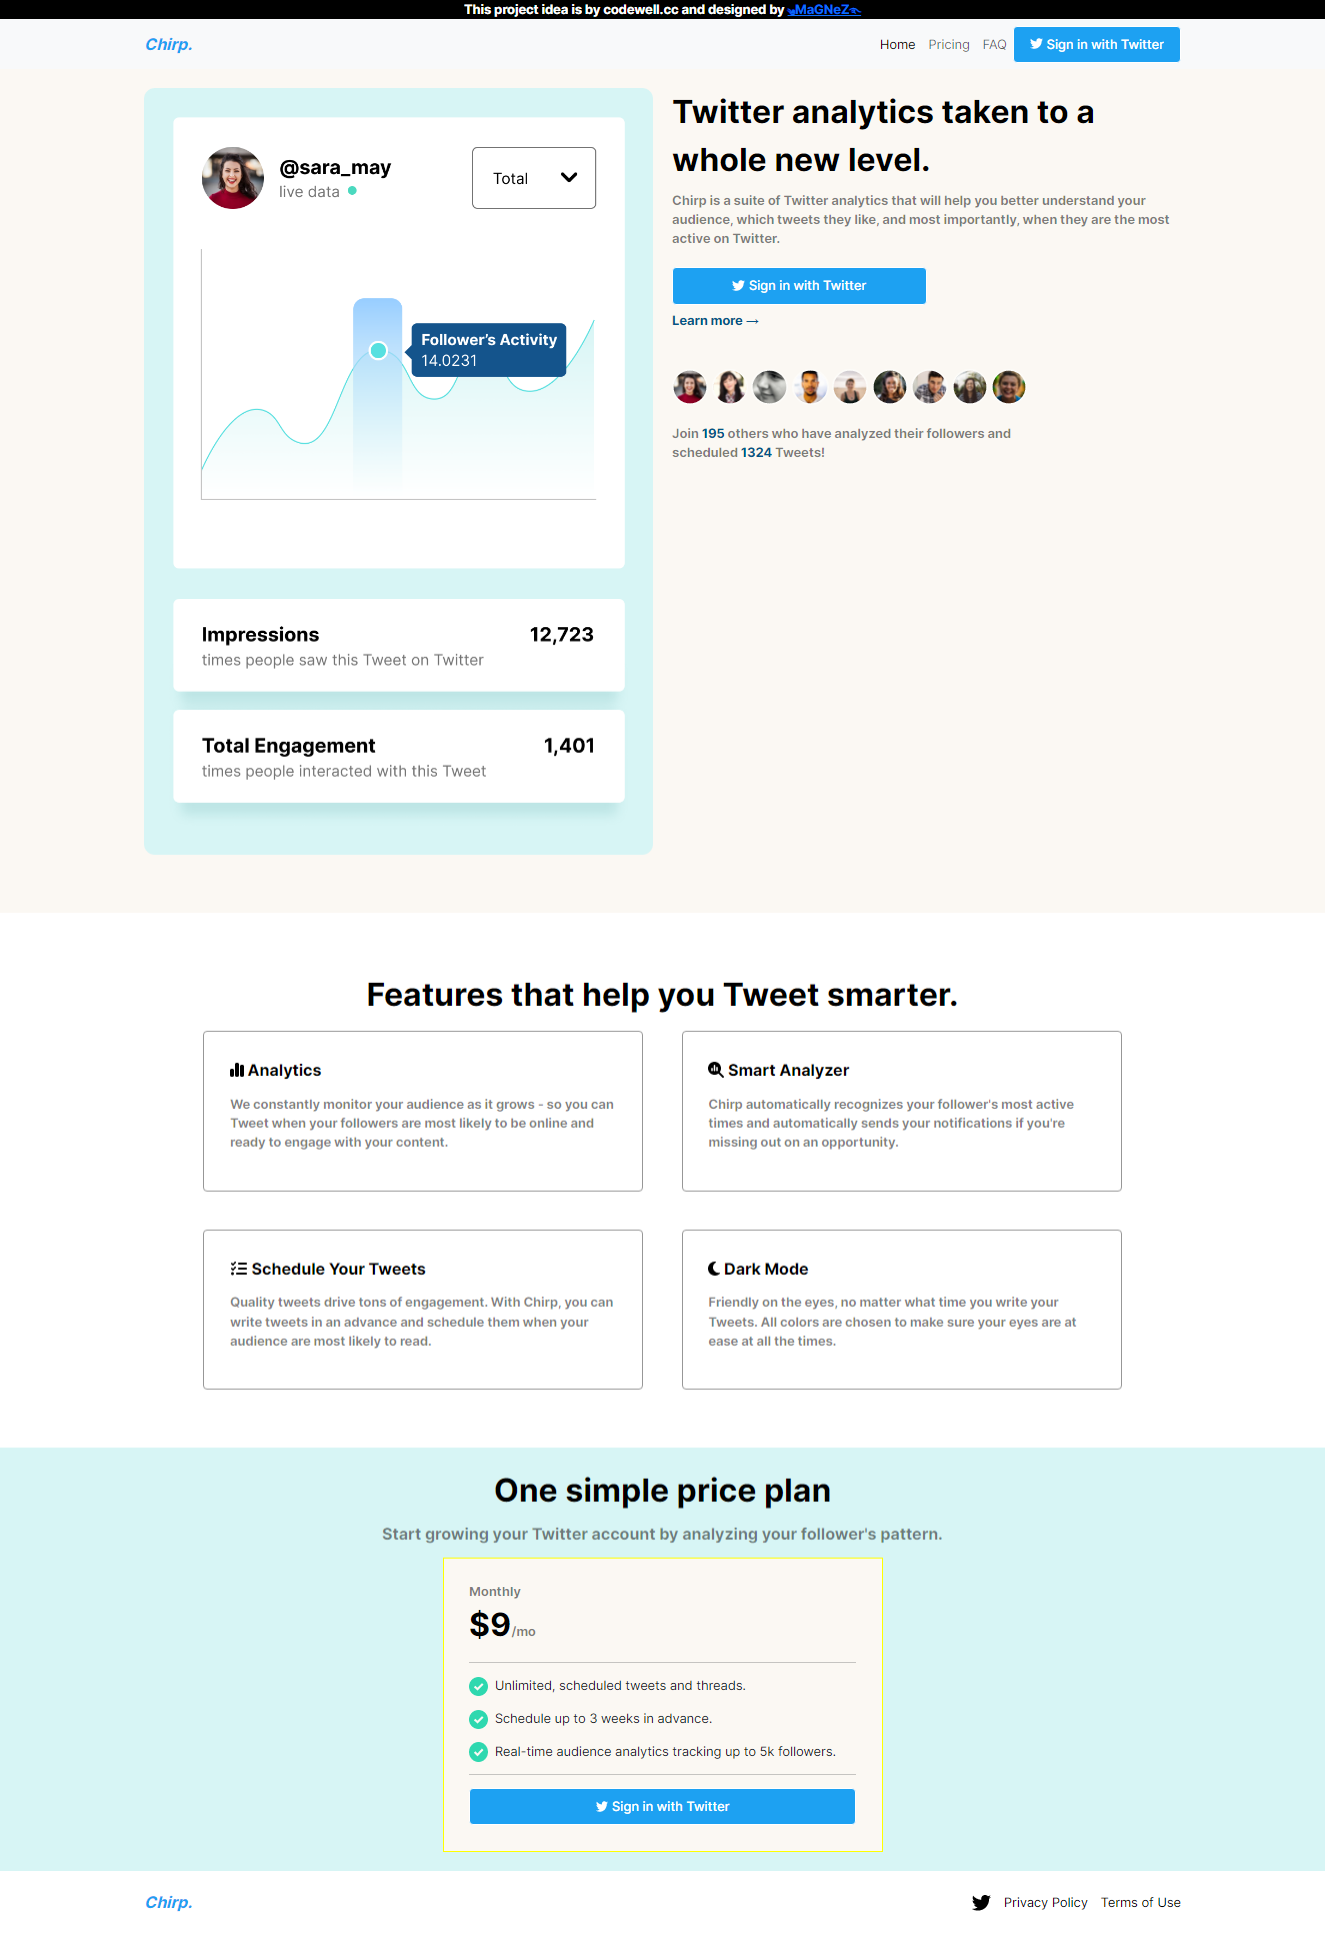 This project idea is by codewell.cc and designed by MaGNeZ
Chirp.
Home Pricing FAQ Sign in with Twitter
@sara_may
live data
Total
Follower's Activity
14.0231
Impressions 12,723
times people saw this Tweet on Twitter
Total Engagement 1,401
times people interacted with this Tweet
Twitter analytics taken to a
whole new level.
Chirp is a suite of Twitter analytics that will help you better understand your
audience, which tweets they like, and most importantly, when they are the most
active on Twitter.
Sign in with Twitter
Learn more →
Join 195 others who have analyzed their followers and
scheduled 1324 Tweets!
Features that help you Tweet smarter.
Analytics
We constantly monitor your audience as it grows - so you can
Tweet when your followers are most likely to be online and
ready to engage with your content.
Smart Analyzer
Chirp automatically recognizes your follower's most active
times and automatically sends your notifications if you're
missing out on an opportunity.
Schedule Your Tweets
Quality tweets drive tons of engagement. With Chirp, you can
write tweets in an advance and schedule them when your
audience are most likely to read.
Dark Mode
Friendly on the eyes, no matter what time you write your
Tweets. All colors are chosen to make sure your eyes are at
ease at all the times.
One simple price plan
Start growing your Twitter account by analyzing your follower's pattern.
Monthly
$9/mo
Unlimited, scheduled tweets and threads.
Schedule up to 3 weeks in advance.
Real-time audience analytics tracking up to 5k followers.
Sign in with Twitter
Chirp.
Privacy Policy Terms of Use